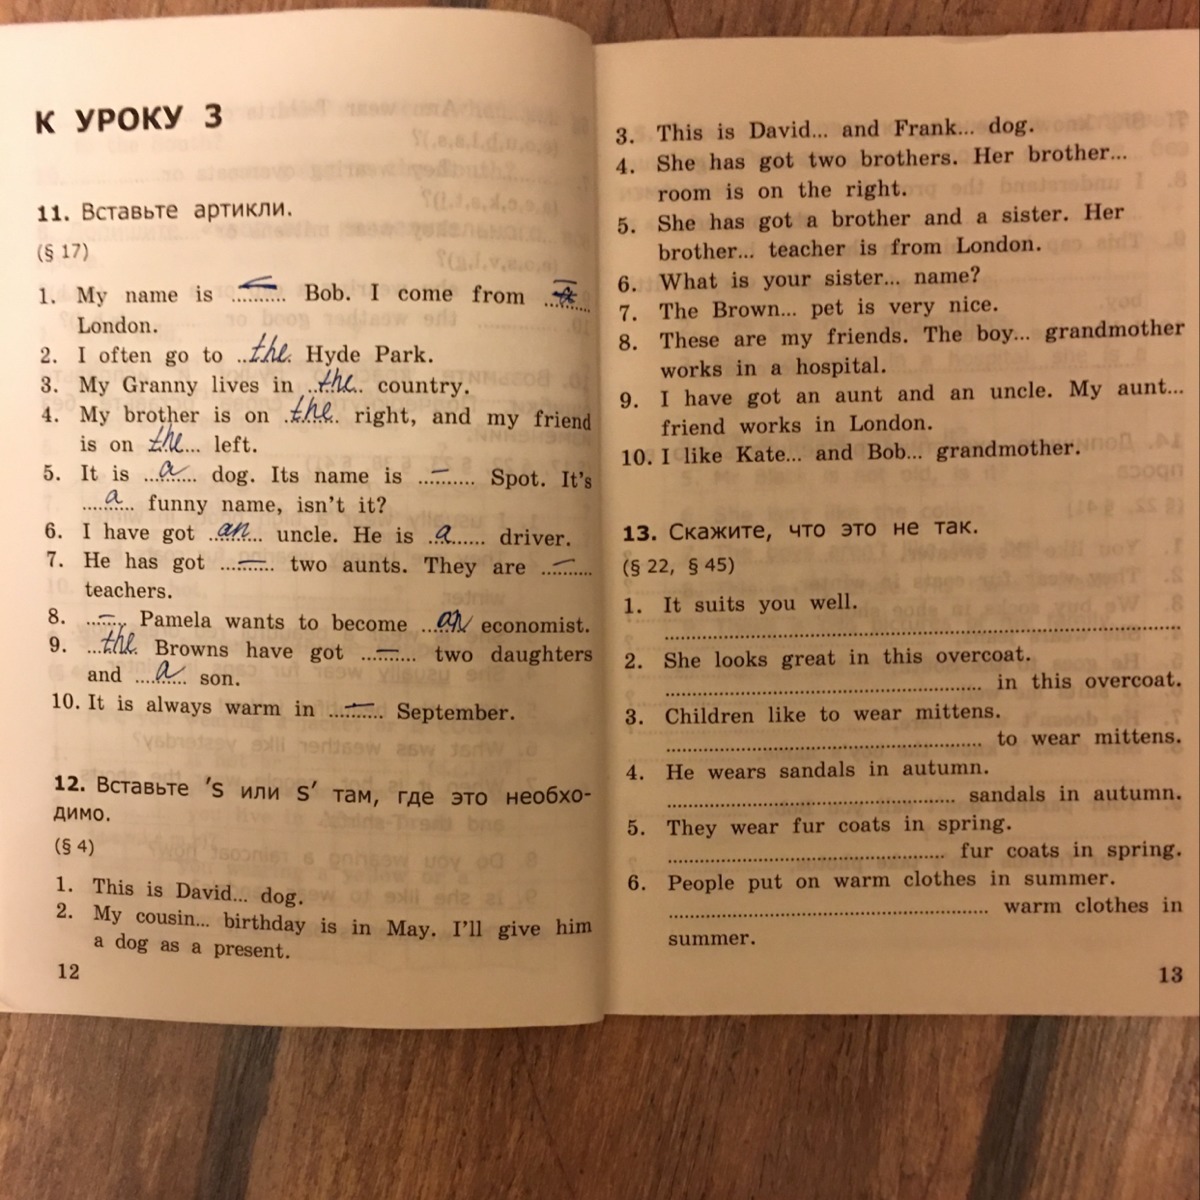 К УРОКУ 3
11. Вставьте артикли.
(§ 17)
1. My name is ..—.. Bob. I come from ..—..
London.
2. I often go to ..the. Hyde Park.
3. My Granny lives in ..the.. country.
4. My brother is on ..the.. right, and my friend
is on the... left.
5. It is ...a.... dog. Its name is ...—..... Spot. It's
....a.... funny name, isn't it?
6. I have got ..an... uncle. He is .a...... driver.
7. He has got ...—... two aunts. They are ...—....
teachers.
8. ...—.. Pamela wants to become ...an economist.
9. ..the. Browns have got ...—.... two daughters
and ....a.... son.
10. It is always warm in ...—.... September.
12. Вставьте 's или s' там, где это необхо-
димо.
(§ 4)
1. This is David... dog.
2. My cousin... birthday is in May. I'll give him
a dog as a present.
12
3. This is David... and Frank... dog.
4. She has got two brothers. Her brother...
room is on the right.
5. She has got a brother and a sister. Her
brother... teacher is from London.
6. What is your sister... name?
7. The Brown... pet is very nice.
8. These are my friends. The boy... grandmother
works in a hospital.
9. I have got an aunt and an uncle. My aunt...
friend works in London.
10. I like Kate... and Bob... grandmother.
13. Скажите, что это не так.
(§ 22, § 45)
1. It suits you well.
..........
2. She looks great in this overcoat.
.......... in this overcoat.
3. Children like to wear mittens.
.......... to wear mittens.
4. He wears sandals in autumn.
.......... sandals in autumn.
5. They wear fur coats in spring.
.......... fur coats in spring.
6. People put on warm clothes in summer.
.......... warm clothes in
summer.
13